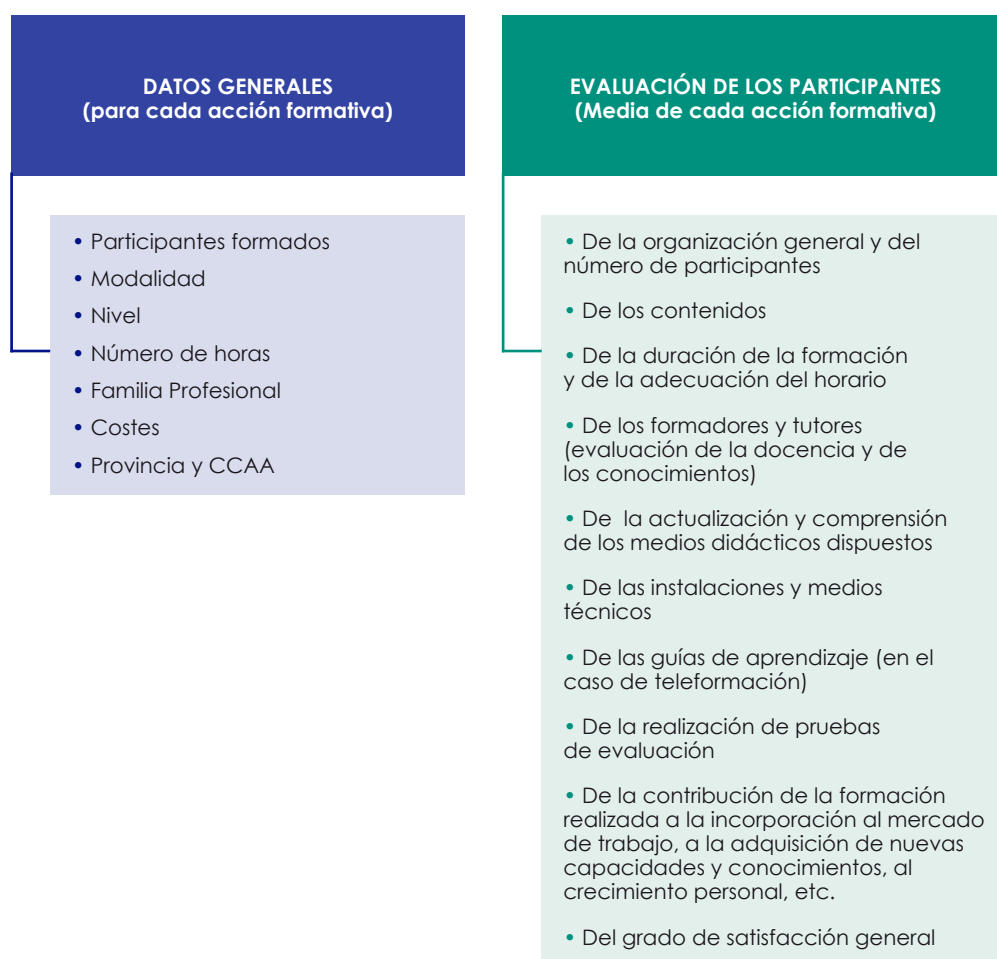 DATOS GENERALES
(para cada acción formativa)
• Participantes formados
• Modalidad
• Nivel
• Número de horas
• Familia Profesional
• Costes
• Provincia y CCAA
EVALUACIÓN DE LOS PARTICIPANTES
(Media de cada acción formativa)
• De la organización general y del
número de participantes
• De los contenidos
• De la duración de la formación
y de la adecuación del horario
• De los formadores y tutores
(evaluación de la docencia y de
los conocimientos)
• De la actualización y comprensión
de los medios didácticos dispuestos
• De las instalaciones y medios
técnicos
• De las guías de aprendizaje (en el
caso de teleformación)
• De la realización de pruebas
de evaluación
• De la contribución de la formación
realizada a la incorporación al mercado
de trabajo, a la adquisición de nuevas
capacidades y conocimientos, al
crecimiento personal, etc.
• Del grado de satisfacción general